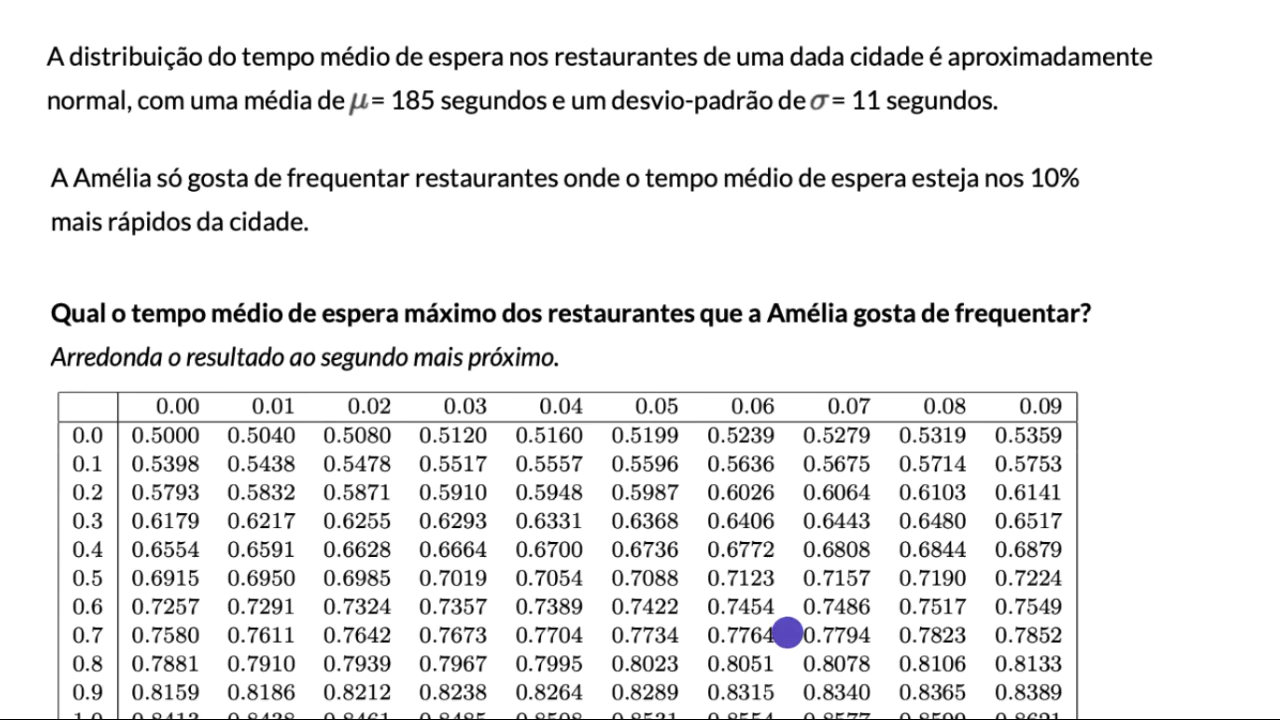 A distribuição do tempo médio de espera nos restaurantes de uma dada cidade é aproximadamente
normal, com uma média de μ = 185 segundos e um desvio-padrão de σ = 11 segundos.
A Amélia só gosta de frequentar restaurantes onde o tempo médio de espera esteja nos 10%
mais rápidos da cidade.
Qual o tempo médio de espera máximo dos restaurantes que a Amélia gosta de frequentar?
Arredonda o resultado ao segundo mais próximo.
0.00 0.01 0.02 0.03 0.04 0.05 0.06 0.07 0.08 0.09
0.0 0.5000 0.5040 0.5080 0.5120 0.5160 0.5199 0.5239 0.5279 0.5319 0.5359
0.1 0.5398 0.5438 0.5478 0.5517 0.5557 0.5596 0.5636 0.5675 0.5714 0.5753
0.2 0.5793 0.5832 0.5871 0.5910 0.5948 0.5987 0.6026 0.6064 0.6103 0.6141
0.3 0.6179 0.6217 0.6255 0.6293 0.6331 0.6368 0.6406 0.6443 0.6480 0.6517
0.4 0.6554 0.6591 0.6628 0.6664 0.6700 0.6736 0.6772 0.6808 0.6844 0.6879
0.5 0.6915 0.6950 0.6985 0.7019 0.7054 0.7088 0.7123 0.7157 0.7190 0.7224
0.6 0.7257 0.7291 0.7324 0.7357 0.7389 0.7422 0.7454 0.7486 0.7517 0.7549
0.7 0.7580 0.7611 0.7642 0.7673 0.7704 0.7734 0.7764 0.7794 0.7823 0.7852
0.8 0.7881 0.7910 0.7939 0.7967 0.7995 0.8023 0.8051 0.8078 0.8106 0.8133
0.9 0.8159 0.8186 0.8212 0.8238 0.8264 0.8289 0.8315 0.8340 0.8365 0.8389